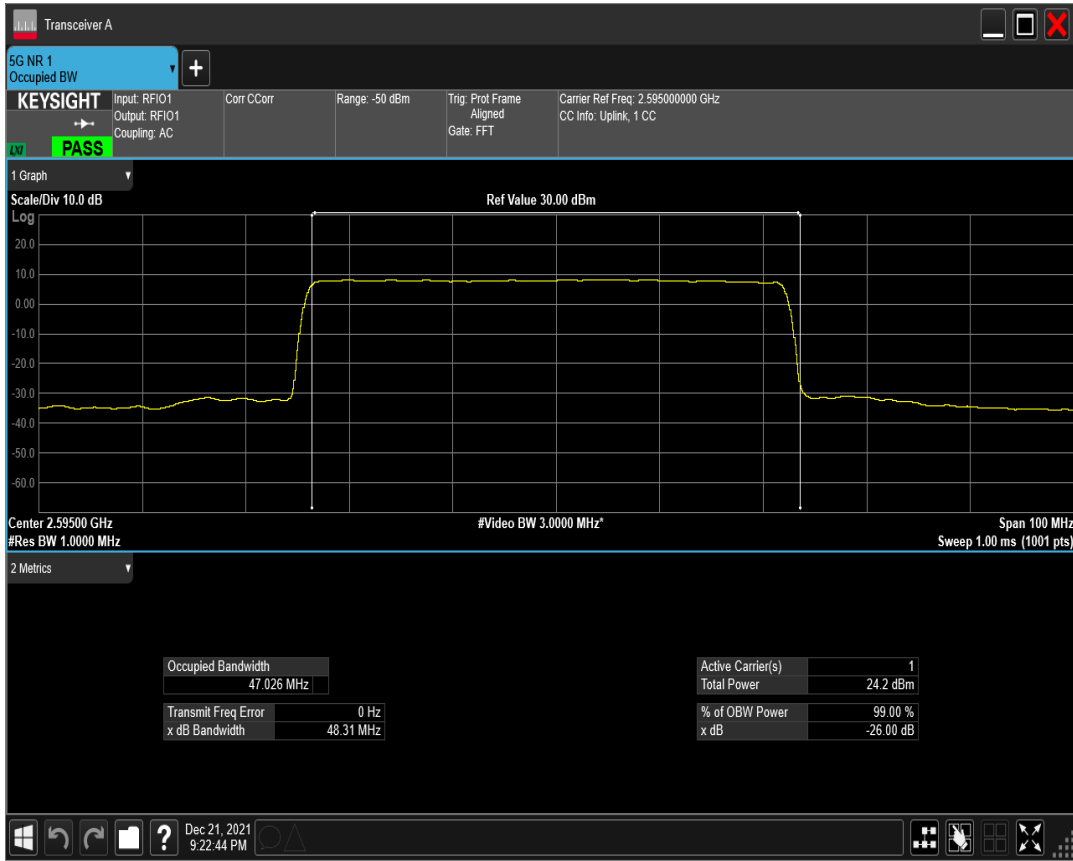 Transceiver A
5G NR 1
Occupied BW
KEYSIGHT
Input: RFIO1
Output: RFIO1
Coupling: AC
Corr CCorr
Range: -50 dBm
Trig: Prot Frame
Aligned
Gate: FFT
Carrier Ref Freq: 2.595000000 GHz
CC Info: Uplink, 1 CC
LXI
PASS
1 Graph
Scale/Div 10.0 dB
Ref Value 30.00 dBm
Log
20.0
10.0
0.00
-10.0
-20.0
-30.0
-40.0
-50.0
-60.0
Center 2.59500 GHz
#Video BW 3.0000 MHz*
Span 100 MHz
#Res BW 1.0000 MHz
Sweep 1.00 ms (1001 pts)
2 Metrics
Occupied Bandwidth
47.026 MHz
Transmit Freq Error 0 Hz
x dB Bandwidth 48.31 MHz
Active Carrier(s) 1
Total Power 24.2 dBm
% of OBW Power 99.00 %
x dB -26.00 dB
?
Dec 21, 2021
9:22:44 PM